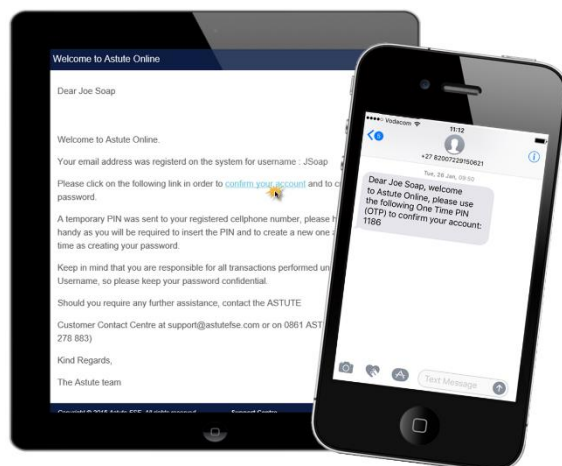 Welcome to Astute Online
Dear Joe Soap
Welcome to Astute Online.
Your email address was registerd on the system for username : JSoap
Please click on the following link in order to confirm your account and to
password.
A temporary PIN was sent to your registered cellphone number, please
handy as you will be required to insert the PIN and to create a new one a
time as creating your password.
Keep in mind that you are responsible for all transactions performed
Username, so please keep your password confidential.
Should you require any further assistance, contact the ASTUTE
Customer Contact Centre at support@astutefse.com or on 0861 AST
278 883)
Kind Regards,
The Astute team
Vodacom
11:12
6
+27 82007229150621
Tue, 26 Jan, 09:50
Dear Joe Soap, welcome
to Astute Online, please use
the following One Time PIN
(OTP) to confirm your account:
1186
Text Message